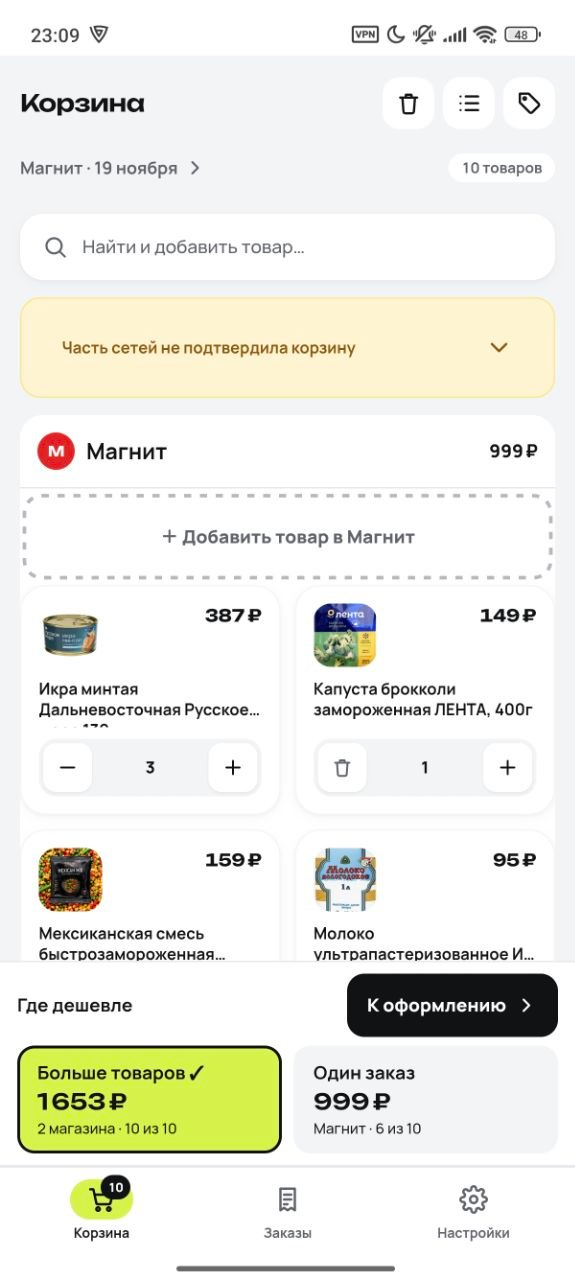 23:09
VPN
48
Корзина
Магнит · 19 ноября
10 товаров
Найти и добавить товар...
Часть сетей не подтвердила корзину
М
Магнит
999 ₽
+ Добавить товар в Магнит
387 ₽
Икра минтая
Дальневосточная Русское...
3
лента
149 ₽
Капуста брокколи
замороженная ЛЕНТА, 400г
1
159 ₽
Мексиканская смесь
быстрозамороженная...
Молоко
1л
95 ₽
Молоко
ультрапастеризованное И...
Где дешевле
К оформлению
Больше товаров ✓
1653 ₽
2 магазина · 10 из 10
Один заказ
999 ₽
Магнит · 6 из 10
10
Корзина
Заказы
Настройки